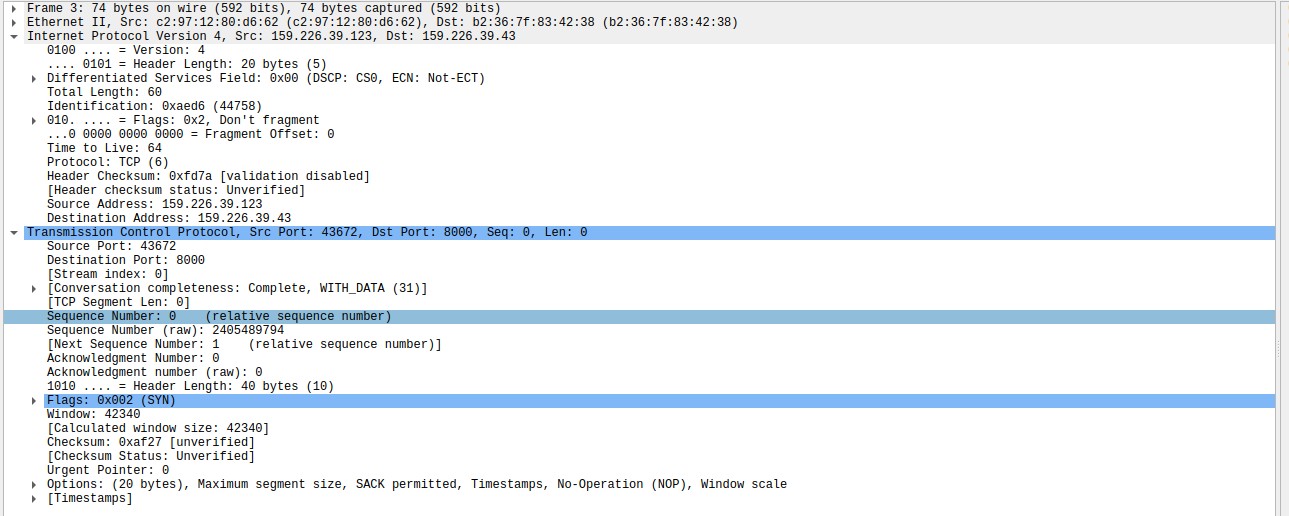 Frame 3: 74 bytes on wire (592 bits), 74 bytes captured (592 bits)
Ethernet II, Src: c2:97:12:80:d6:62 (c2:97:12:80:d6:62), Dst: b2:36:7f:83:42:38 (b2:36:7f:83:42:38)
Internet Protocol Version 4, Src: 159.226.39.123, Dst: 159.226.39.43
0100 .... = Version: 4
.... 0101 = Header Length: 20 bytes (5)
Differentiated Services Field: 0x00 (DSCP: CS0, ECN: Not-ECT)
Total Length: 60
Identification: 0xaed6 (44758)
010. .... = Flags: 0x2, Don't fragment
...0 0000 0000 0000 = Fragment Offset: 0
Time to Live: 64
Protocol: TCP (6)
Header Checksum: 0xfd7a [validation disabled]
[Header checksum status: Unverified]
Source Address: 159.226.39.123
Destination Address: 159.226.39.43
Transmission Control Protocol, Src Port: 43672, Dst Port: 8000, Seq: 0, Len: 0
Source Port: 43672
Destination Port: 8000
[Stream index: 0]
[Conversation completeness: Complete, WITH_DATA (31)]
[TCP Segment Len: 0]
Sequence Number: 0    (relative sequence number)
Sequence Number (raw): 2405489794
[Next Sequence Number: 1    (relative sequence number)]
Acknowledgment Number: 0
Acknowledgment number (raw): 0
1010 .... = Header Length: 40 bytes (10)
Flags: 0x002 (SYN)
Window: 42340
[Calculated window size: 42340]
Checksum: 0xaf27 [unverified]
[Checksum Status: Unverified]
Urgent Pointer: 0
Options: (20 bytes), Maximum segment size, SACK permitted, Timestamps, No-Operation (NOP), Window scale
[Timestamps]